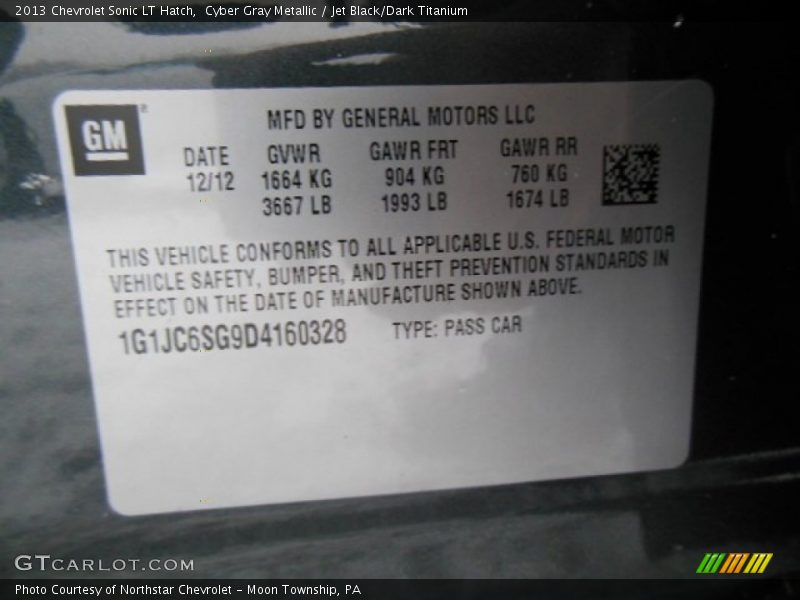 2013 Chevrolet Sonic LT Hatch, Cyber Gray Metallic / Jet Black/Dark Titanium
GM ®
MFD BY GENERAL MOTORS LLC
DATE GVWR GAWR FRT GAWR RR
12/12 1664 KG 904 KG 760 KG
3667 LB 1993 LB 1674 LB
THIS VEHICLE CONFORMS TO ALL APPLICABLE U.S. FEDERAL MOTOR
VEHICLE SAFETY, BUMPER, AND THEFT PREVENTION STANDARDS IN
EFFECT ON THE DATE OF MANUFACTURE SHOWN ABOVE.
1G1JC6SG9D4160328 TYPE: PASS CAR
GTCARLOT.COM
Photo Courtesy of Northstar Chevrolet - Moon Township, PA